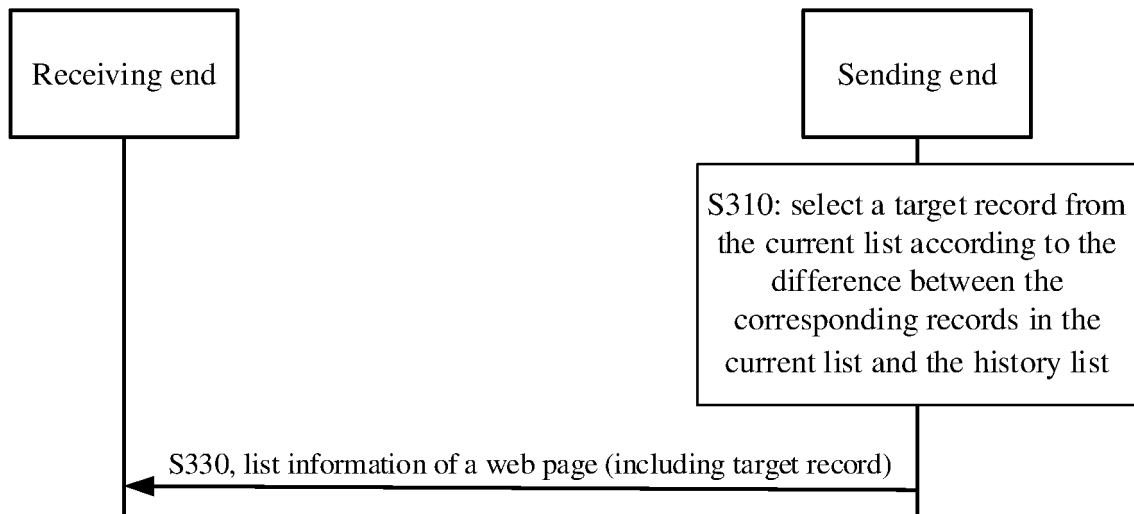 Receiving end
Sending end
S310: select a target record from
the current list according to the
difference between the
corresponding records in the
current list and the history list
S330, list information of a web page (including target record)